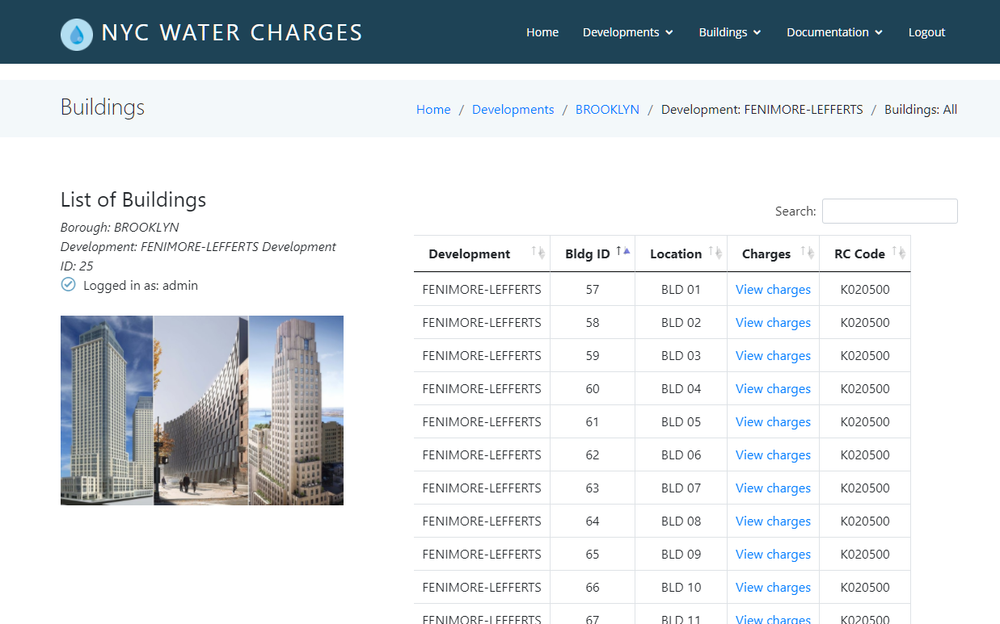 NYC WATER CHARGES
Home Developments Buildings Documentation Logout
Buildings
Home / Developments / BROOKLYN / Development: FENIMORE-LEFFERTS / Buildings: All
List of Buildings
Borough: BROOKLYN
Development: FENIMORE-LEFFERTS Development
ID: 25
Logged in as: admin
Search:
Development Bldg ID Location Charges RC Code
FENIMORE-LEFFERTS 57 BLD 01 View charges K020500
FENIMORE-LEFFERTS 58 BLD 02 View charges K020500
FENIMORE-LEFFERTS 59 BLD 03 View charges K020500
FENIMORE-LEFFERTS 60 BLD 04 View charges K020500
FENIMORE-LEFFERTS 61 BLD 05 View charges K020500
FENIMORE-LEFFERTS 62 BLD 06 View charges K020500
FENIMORE-LEFFERTS 63 BLD 07 View charges K020500
FENIMORE-LEFFERTS 64 BLD 08 View charges K020500
FENIMORE-LEFFERTS 65 BLD 09 View charges K020500
FENIMORE-LEFFERTS 66 BLD 10 View charges K020500
FENIMORE-LEFFERTS 67 BLD 11 View charges K020500